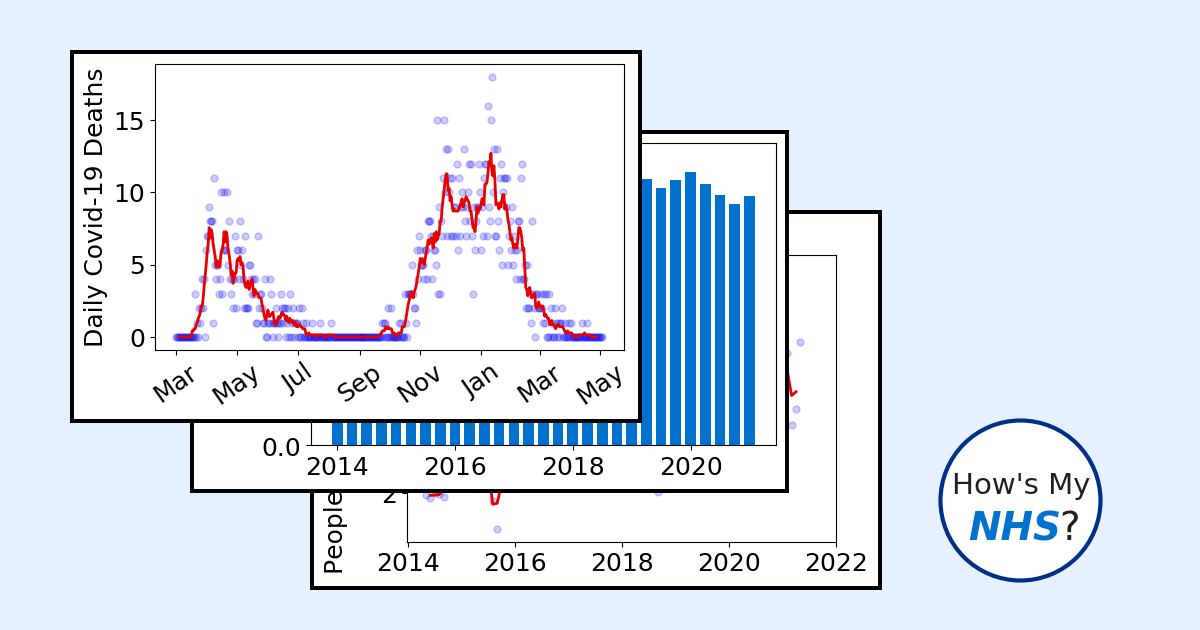 Daily Covid-19 Deaths
15
10
5
0
Mar May Jul Sep Nov Jan Mar May
0.0
2014 2016 2018 2020
People
2
2014 2016 2018 2020 2022
How's My
NHS?